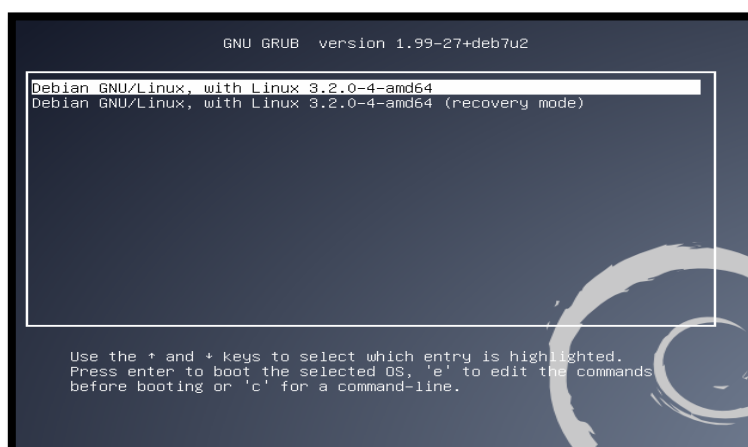 GNU GRUB  version 1.99-27+deb7u2
Debian GNU/Linux, with Linux 3.2.0-4-amd64
Debian GNU/Linux, with Linux 3.2.0-4-amd64 (recovery mode)
Use the ↑ and ↓ keys to select which entry is highlighted.
Press enter to boot the selected OS, 'e' to edit the commands
before booting or 'c' for a command-line.